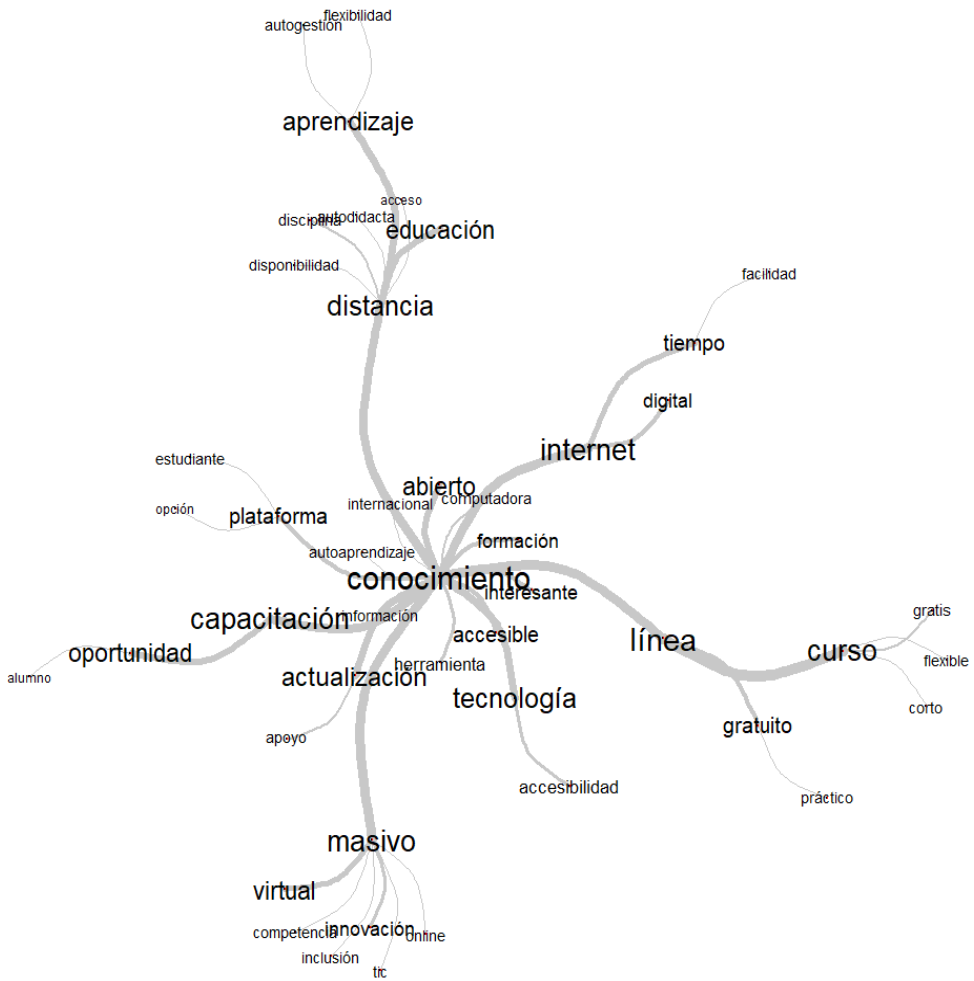 flexibilidad
autogestión
aprendizaje
acceso
autodidacta
disciplina
educación
disponibilidad
facilidad
distancia
tiempo
digital
internet
estudiante
abierto
computadora
internacional
opción
plataforma
formación
autoaprendizaje
conocimiento
interesante
gratis
información
capacitación
accesible
línea
curso
oportunidad
flexible
herramienta
alumno
actualización
tecnología
corto
gratuito
apoyo
accesibilidad
práctico
masivo
virtual
innovación
competencia
online
inclusión
tic